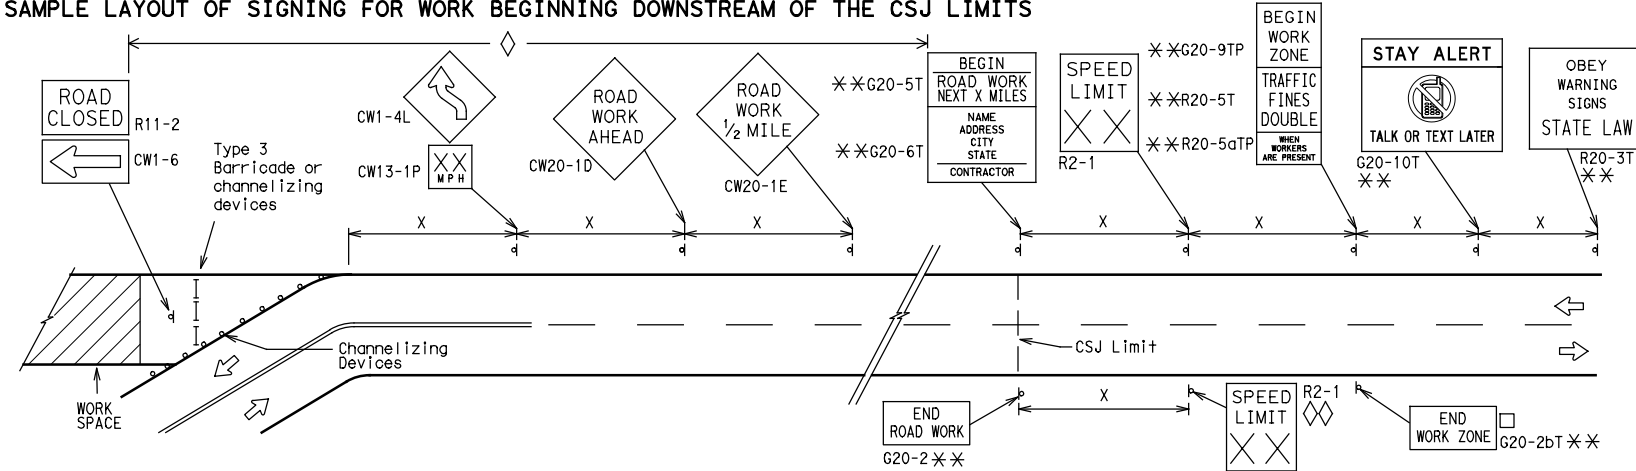 SAMPLE LAYOUT OF SIGNING FOR WORK BEGINNING DOWNSTREAM OF THE CSJ LIMITS
ROAD
CLOSED
R11-2
CW1-6
Type 3
Barricade or
channelizing
devices
CW1-4L
CW13-1P
XX
MPH
ROAD
WORK
AHEAD
CW20-1D
ROAD
WORK
1/2 MILE
CW20-1E
**G20-5T
**G20-6T
BEGIN
ROAD WORK
NEXT X MILES
NAME
ADDRESS
CITY
STATE
CONTRACTOR
SPEED
LIMIT
XX
R2-1
**G20-9TP
**R20-5T
**R20-5aTP
BEGIN
WORK
ZONE
TRAFFIC
FINES
DOUBLE
WHEN
WORKERS
ARE PRESENT
STAY ALERT
TALK OR TEXT LATER
G20-10T
**
OBEY
WARNING
SIGNS
STATE LAW
R20-3T
**
X
X
X
X
X
X
X
Channelizing
Devices
CSJ Limit
WORK
SPACE
END
ROAD WORK
G20-2**
X
SPEED
LIMIT
XX
R2-1
END
WORK ZONE
G20-2bT**